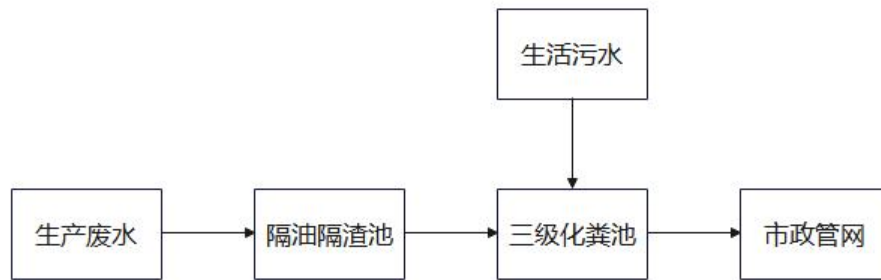 生活污水
生产废水
隔油隔渣池
三级化粪池
市政管网